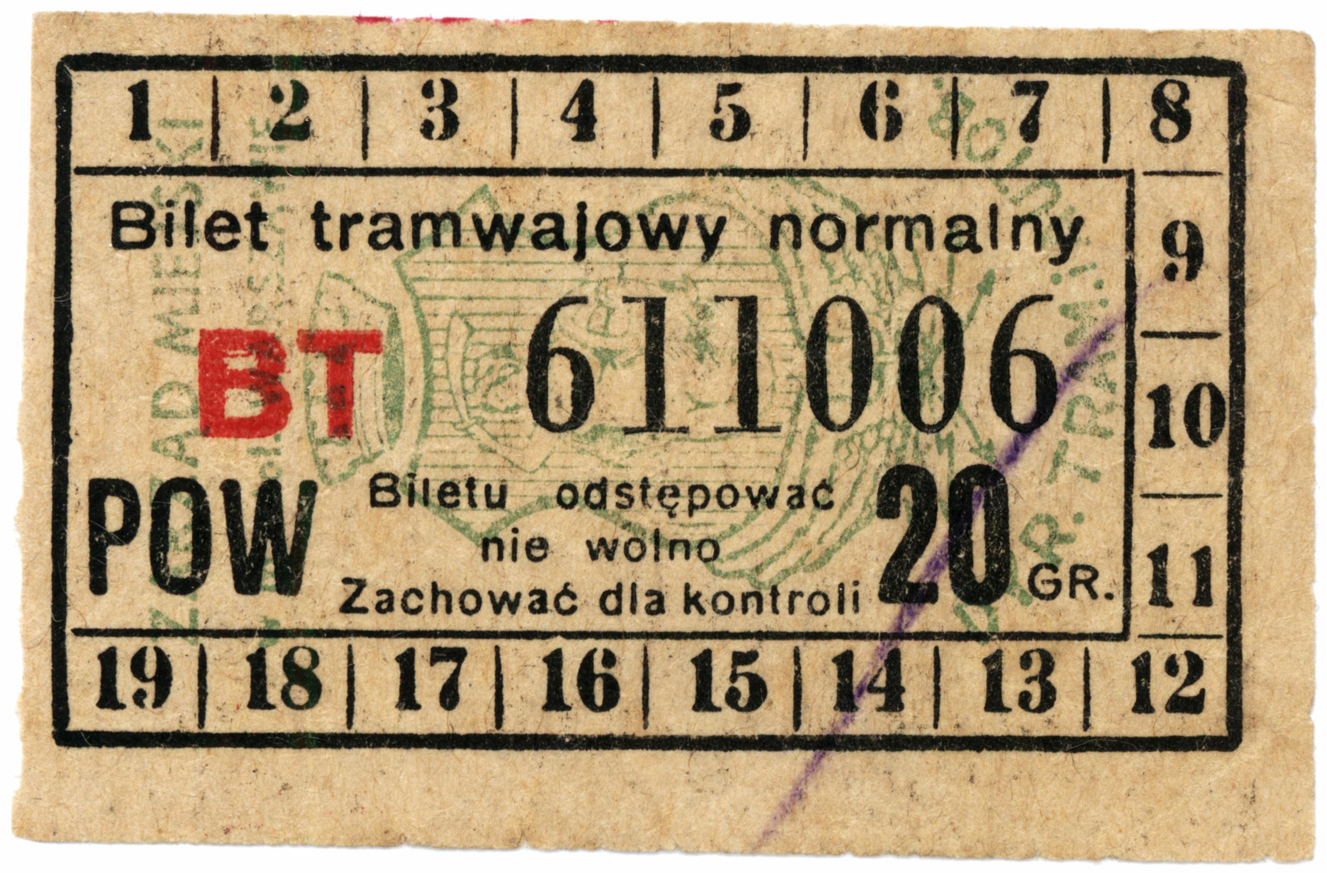 1 2 3 4 5 6 7 8
Bilet tramwajowy normalny
9
BT 611006
10
POW
Biletu odstępować
nie wolno
Zachować dla kontroli
20 GR.
11
19 18 17 16 15 14 13 12